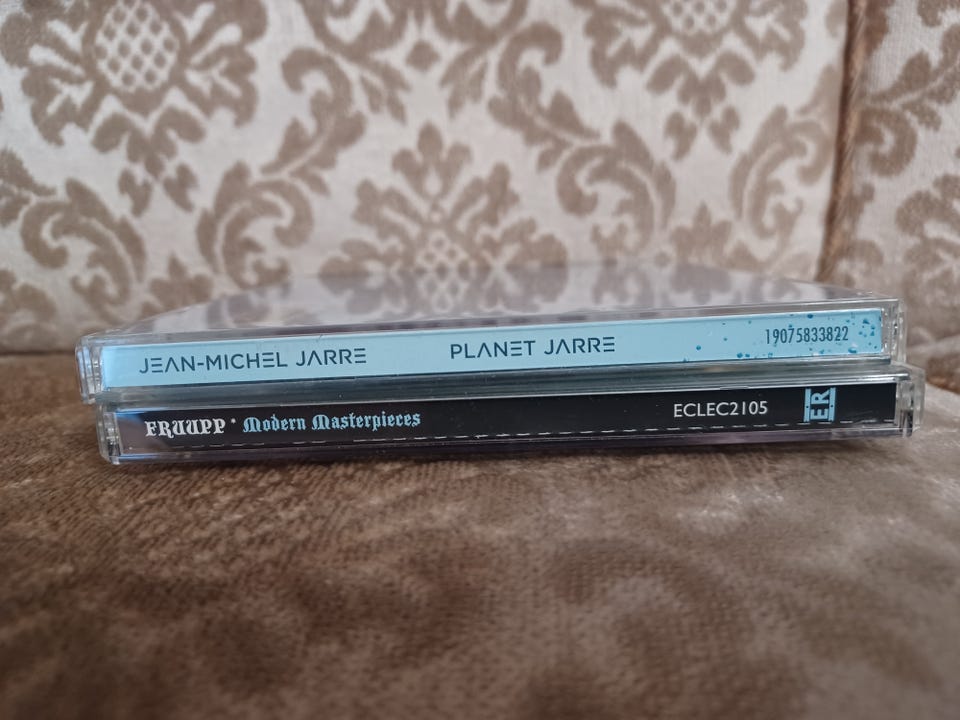 JEAN-MICHEL JARRE PLANET JARRE 19075833822
FRUUPP * Modern Masterpieces ECLEC2105 ER